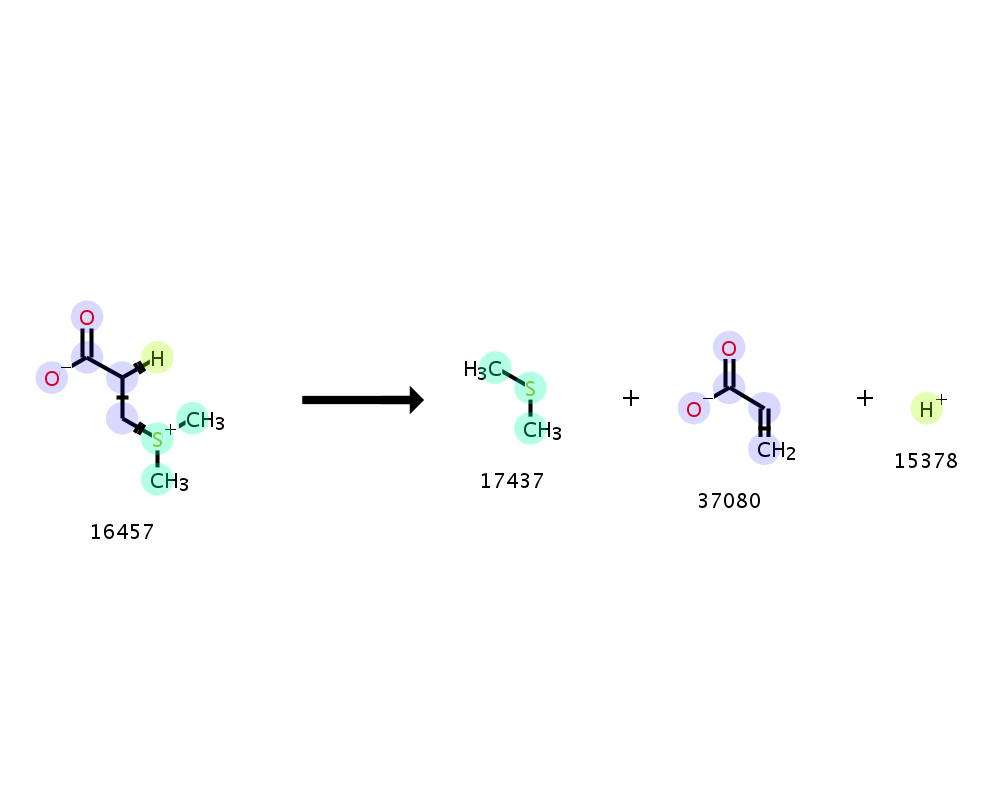 O
O⁻
H
S⁺
CH₃
CH₃
16457
H₃C
S
CH₃
17437
+
O
O⁻
CH₂
37080
+
H⁺
15378